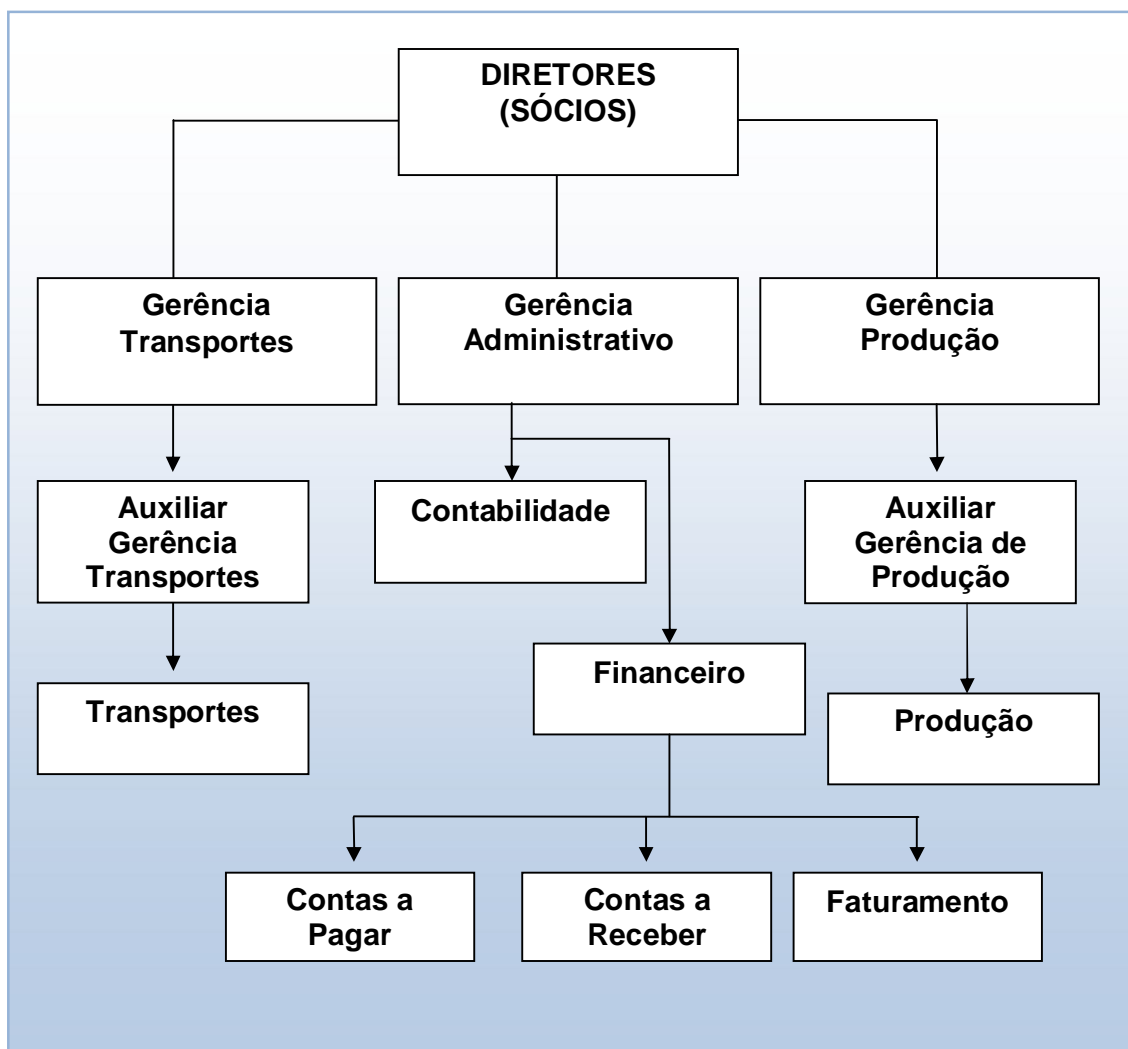 DIRETORES
(SÓCIOS)
Gerência
Transportes
Gerência
Administrativo
Gerência
Produção
Auxiliar
Gerência
Transportes
Contabilidade
Auxiliar
Gerência de
Produção
Financeiro
Transportes
Produção
Contas a
Pagar
Contas a
Receber
Faturamento